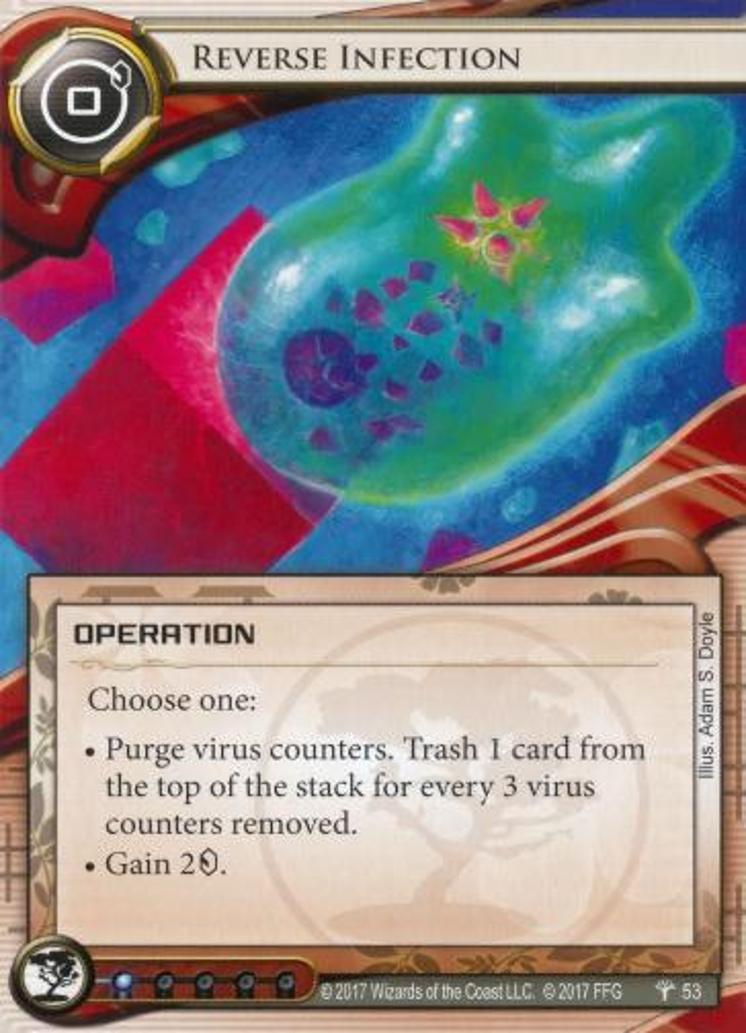 REVERSE INFECTION
OPERATION
Choose one:
• Purge virus counters. Trash 1 card from
the top of the stack for every 3 virus
counters removed.
• Gain 2.
Illus. Adam S. Doyle
© 2017 Wizards of the Coast LLC. © 2017 FFG
53